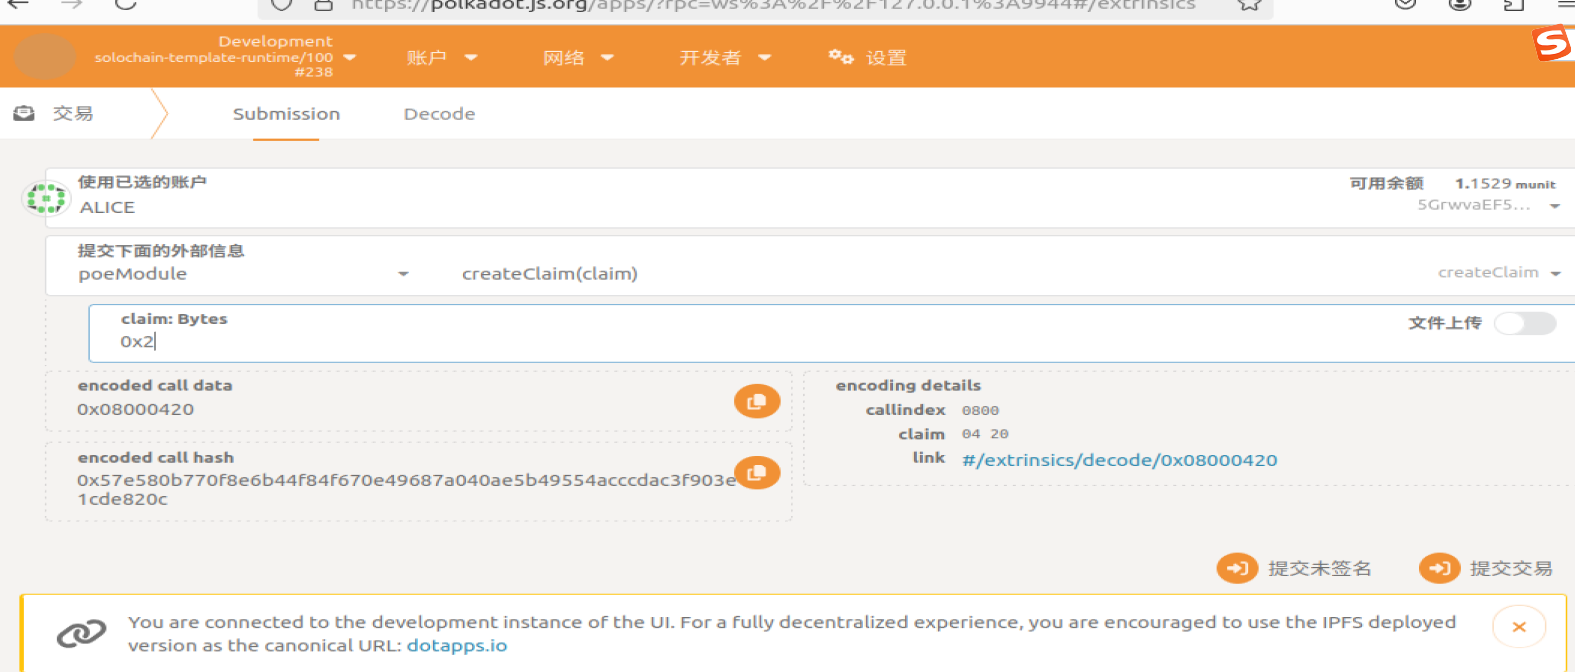 https://polkadot.js.org/apps/?rpc=ws%3A%2F%2F127.0.0.1%3A9944#/extrinsics
Development
solochain-template-runtime/100
#238
账户
网络
开发者
设置
S
交易
Submission
Decode
使用已选的账户
ALICE
可用余额 1.1529 munit
5GrwvaEF5...
提交下面的外部信息
poeModule
createClaim(claim)
createClaim
claim: Bytes
0x2
文件上传
encoded call data
0x08000420
encoding details
callindex 0800
claim 04 20
link #/extrinsics/decode/0x08000420
encoded call hash
0x57e580b770f8e6b44f84f670e49687a040ae5b49554acccdac3f903e
1cde820c
提交未签名
提交交易
You are connected to the development instance of the UI. For a fully decentralized experience, you are encouraged to use the IPFS deployed
version as the canonical URL: dotapps.io